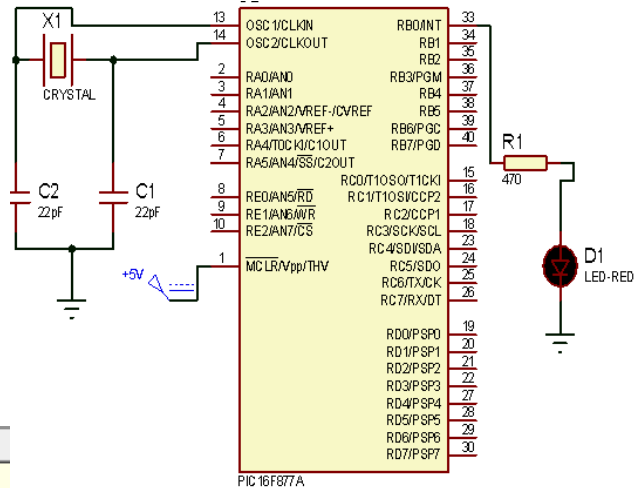 X1
CRYSTAL
C2
22pF
C1
22pF
+5V
13 OSC1/CLKIN
14 OSC2/CLKOUT
2 RA0/AN0
3 RA1/AN1
4 RA2/AN2/VREF-/CVREF
5 RA3/AN3/VREF+
6 RA4/T0CKI/C1OUT
7 RA5/AN4/SS/C2OUT
8 RE0/AN5/RD
9 RE1/AN6/WR
10 RE2/AN7/CS
1 MCLR/Vpp/THV
RB0/INT 33
RB1 34
RB2 35
RB3/PGM 36
RB4 37
RB5 38
RB6/PGC 39
RB7/PGD 40
RC0/T1OSO/T1CKI 15
RC1/T1OSI/CCP2 16
RC2/CCP1 17
RC3/SCK/SCL 18
RC4/SDI/SDA 23
RC5/SDO 24
RC6/TX/CK 25
RC7/RX/DT 26
RD0/PSP0 19
RD1/PSP1 20
RD2/PSP2 21
RD3/PSP3 22
RD4/PSP4 27
RD5/PSP5 28
RD6/PSP6 29
RD7/PSP7 30
PIC16F877A
R1
470
D1
LED-RED